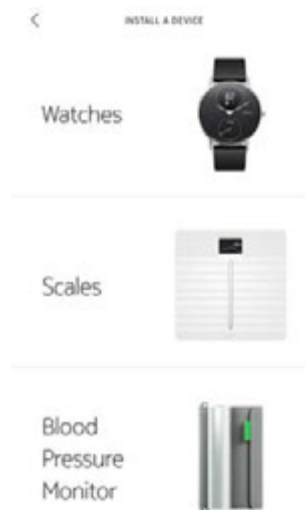 INSTALL A DEVICE
Watches
Scales
Blood
Pressure
Monitor